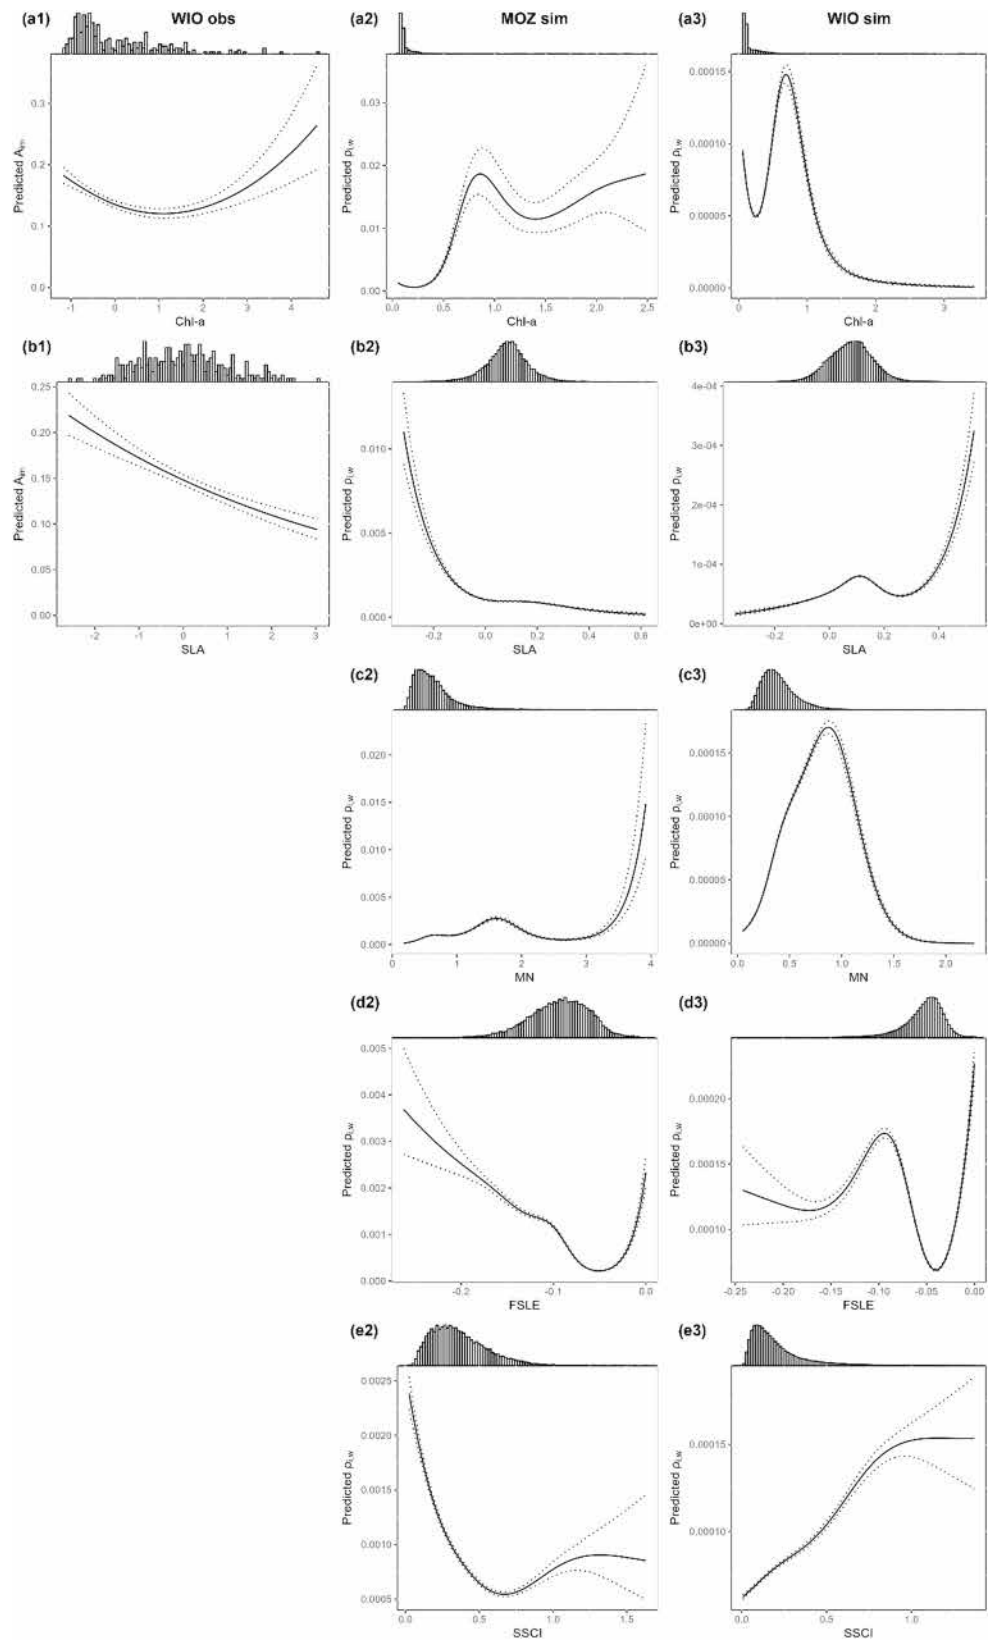 (a1) WIO obs
0.3
0.2
0.1
0.0
Predicted
-1 0 1 2 3 4
Chl-a
(a2) MOZ sim
0.03
0.02
0.01
0.00
Predicted
0.0 0.5 1.0 1.5 2.0 2.5
Chl-a
(a3) WIO sim
0.00015
0.00010
0.00005
0.00000
Predicted
0 1 2 3
Chl-a
(b1)
0.25
0.20
0.15
0.10
0.05
0.00
Predicted
-2 -1 0 1 2 3
SLA
(b2)
0.010
0.005
0.000
Predicted
-0.2 0.0 0.2 0.4 0.6
SLA
(b3)
4e-04
3e-04
2e-04
1e-04
0e+00
Predicted
-0.2 0.0 0.2 0.4
SLA
(c2)
0.020
0.015
0.010
0.005
0.000
Predicted
0 1 2 3 4
MN
(c3)
0.00015
0.00010
0.00005
0.00000
Predicted
0.0 0.5 1.0 1.5 2.0
MN
(d2)
0.005
0.004
0.003
0.002
0.001
0.000
Predicted
-0.2 -0.1 0.0
FSLE
(d3)
0.00020
0.00015
0.00010
Predicted
-0.25 -0.20 -0.15 -0.10 -0.05 0.00
FSLE
(e2)
0.0025
0.0020
0.0015
0.0010
0.0005
Predicted
0.0 0.5 1.0 1.5
SSCI
(e3)
0.00015
0.00010
Predicted
0.0 0.5 1.0
SSCI